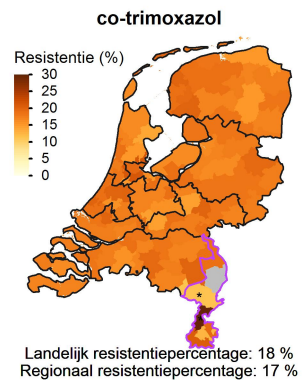 co-trimoxazol
Resistentie (%)
30
25
20
15
10
5
0
*
Landelijk resistentiepercentage: 18 %
Regionaal resistentiepercentage: 17 %